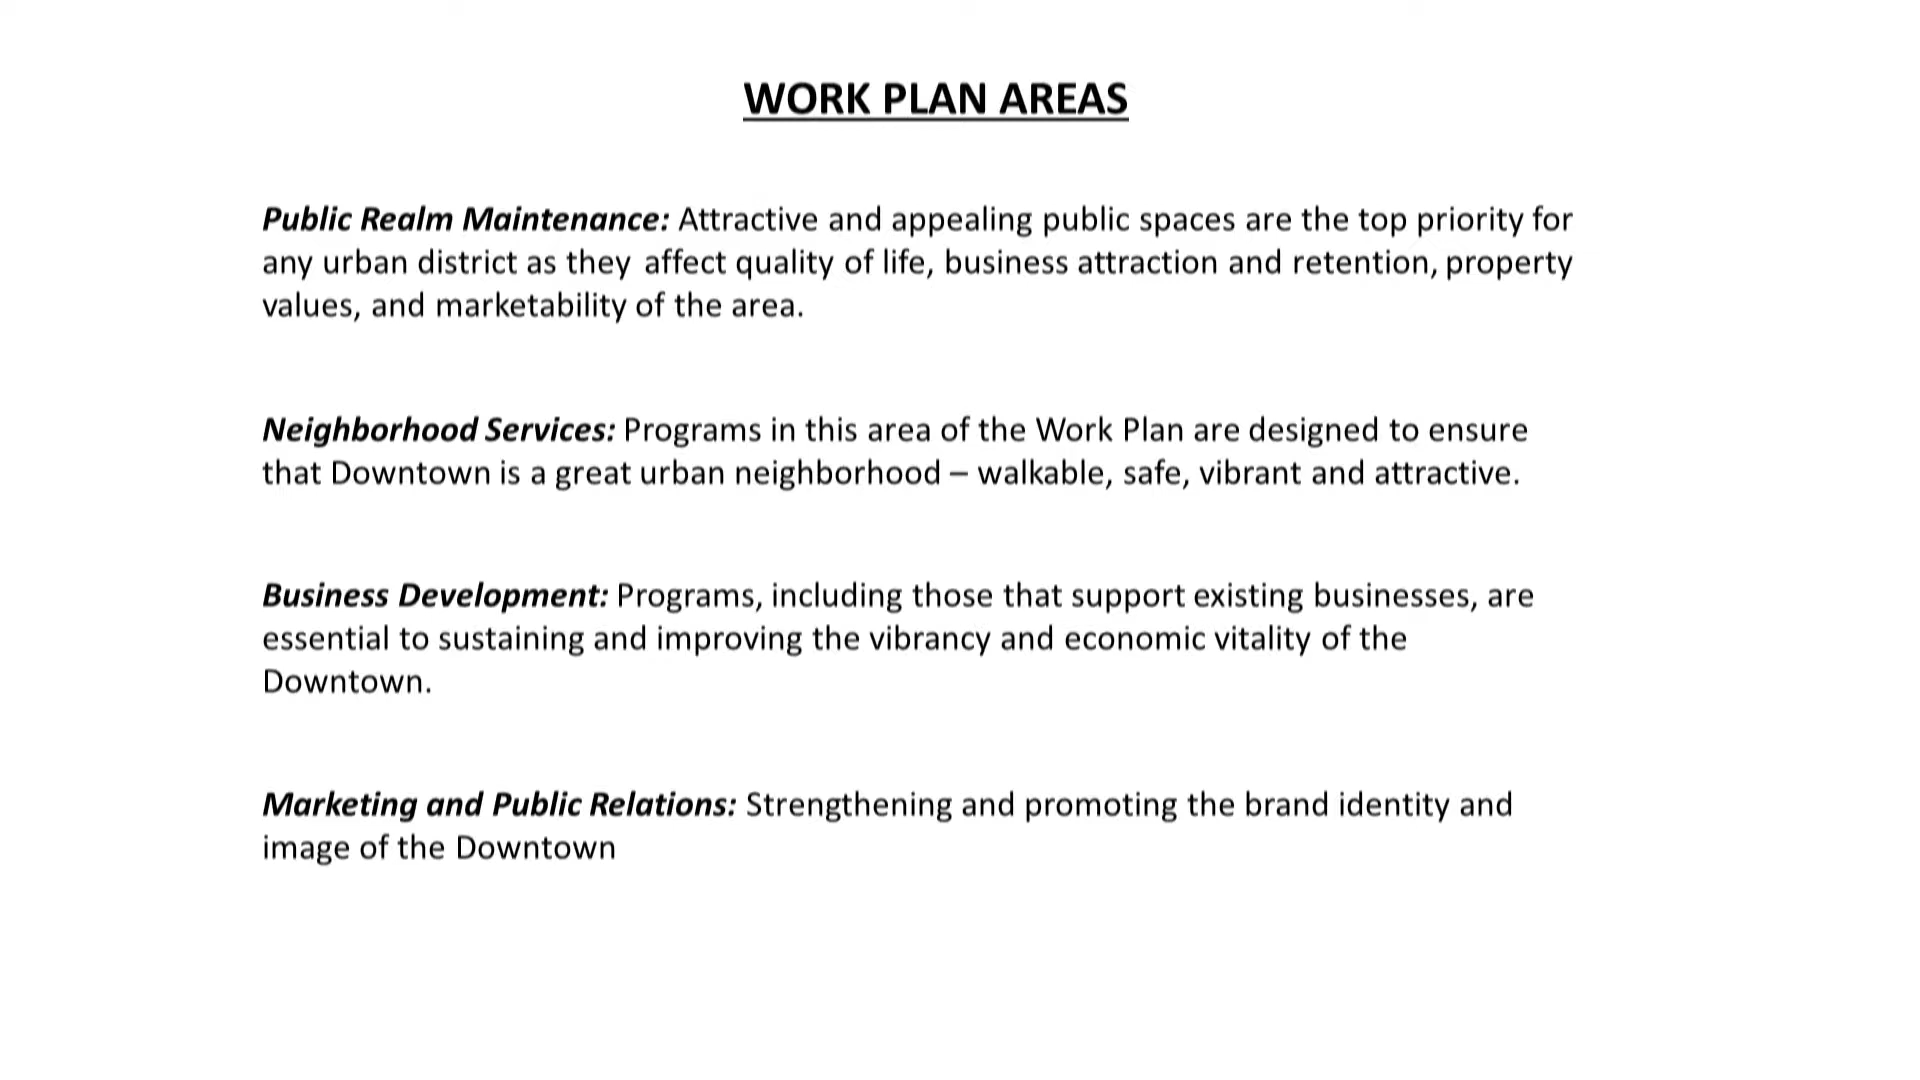 WORK PLAN AREAS
Public Realm Maintenance: Attractive and appealing public spaces are the top priority for
any urban district as they affect quality of life, business attraction and retention, property
values, and marketability of the area.
Neighborhood Services: Programs in this area of the Work Plan are designed to ensure
that Downtown is a great urban neighborhood – walkable, safe, vibrant and attractive.
Business Development: Programs, including those that support existing businesses, are
essential to sustaining and improving the vibrancy and economic vitality of the
Downtown.
Marketing and Public Relations: Strengthening and promoting the brand identity and
image of the Downtown